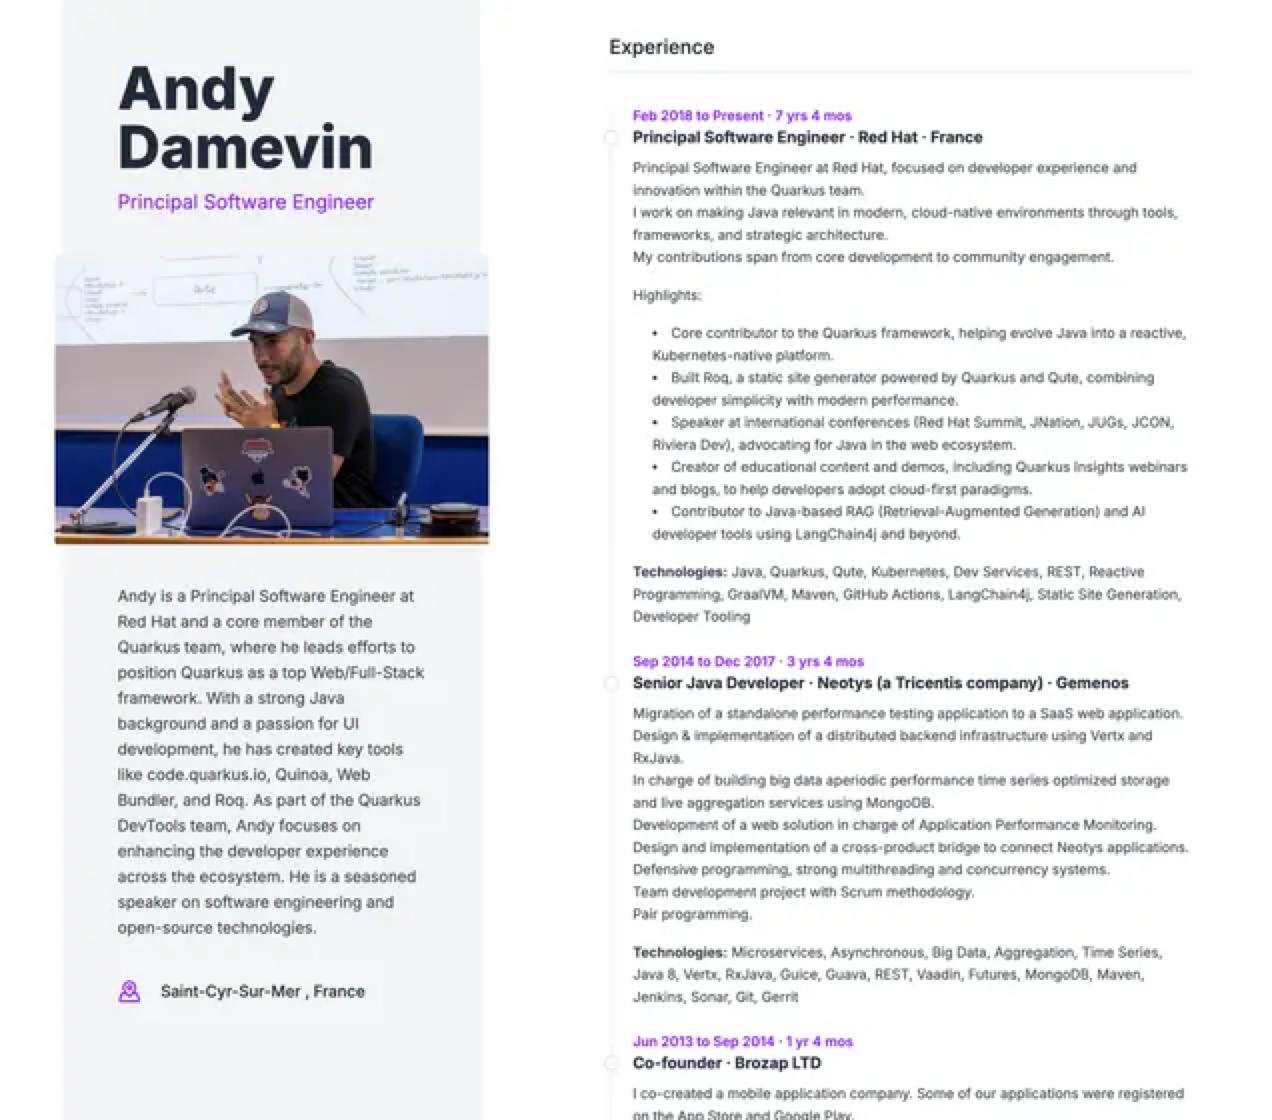 Andy
Damevin
Principal Software Engineer
Qute
Andy is a Principal Software Engineer at
Red Hat and a core member of the
Quarkus team, where he leads efforts to
position Quarkus as a top Web/Full-Stack
framework. With a strong Java
background and a passion for UI
development, he has created key tools
like code.quarkus.io, Quinoa, Web
Bundler, and Roq. As part of the Quarkus
DevTools team, Andy focuses on
enhancing the developer experience
across the ecosystem. He is a seasoned
speaker on software engineering and
open-source technologies.
Saint-Cyr-Sur-Mer , France
Experience
Feb 2018 to Present · 7 yrs 4 mos
Principal Software Engineer · Red Hat · France
Principal Software Engineer at Red Hat, focused on developer experience and
innovation within the Quarkus team.
I work on making Java relevant in modern, cloud-native environments through tools,
frameworks, and strategic architecture.
My contributions span from core development to community engagement.
Highlights:
• Core contributor to the Quarkus framework, helping evolve Java into a reactive,
Kubernetes-native platform.
• Built Roq, a static site generator powered by Quarkus and Qute, combining
developer simplicity with modern performance.
• Speaker at international conferences (Red Hat Summit, JNation, JUGs, JCON,
Riviera Dev), advocating for Java in the web ecosystem.
• Creator of educational content and demos, including Quarkus Insights webinars
and blogs, to help developers adopt cloud-first paradigms.
• Contributor to Java-based RAG (Retrieval-Augmented Generation) and AI
developer tools using LangChain4j and beyond.
Technologies: Java, Quarkus, Qute, Kubernetes, Dev Services, REST, Reactive
Programming, GraalVM, Maven, GitHub Actions, LangChain4j, Static Site Generation,
Developer Tooling
Sep 2014 to Dec 2017 · 3 yrs 4 mos
Senior Java Developer · Neotys (a Tricentis company) · Gemenos
Migration of a standalone performance testing application to a SaaS web application.
Design & implementation of a distributed backend infrastructure using Vertx and
RxJava.
In charge of building big data aperiodic performance time series optimized storage
and live aggregation services using MongoDB.
Development of a web solution in charge of Application Performance Monitoring.
Design and implementation of a cross-product bridge to connect Neotys applications.
Defensive programming, strong multithreading and concurrency systems.
Team development project with Scrum methodology.
Pair programming.
Technologies: Microservices, Asynchronous, Big Data, Aggregation, Time Series,
Java 8, Vertx, RxJava, Guice, Guava, REST, Vaadin, Futures, MongoDB, Maven,
Jenkins, Sonar, Git, Gerrit
Jun 2013 to Sep 2014 · 1 yr 4 mos
Co-founder · Brozap LTD
I co-created a mobile application company. Some of our applications were registered
on the App Store and Google Play.